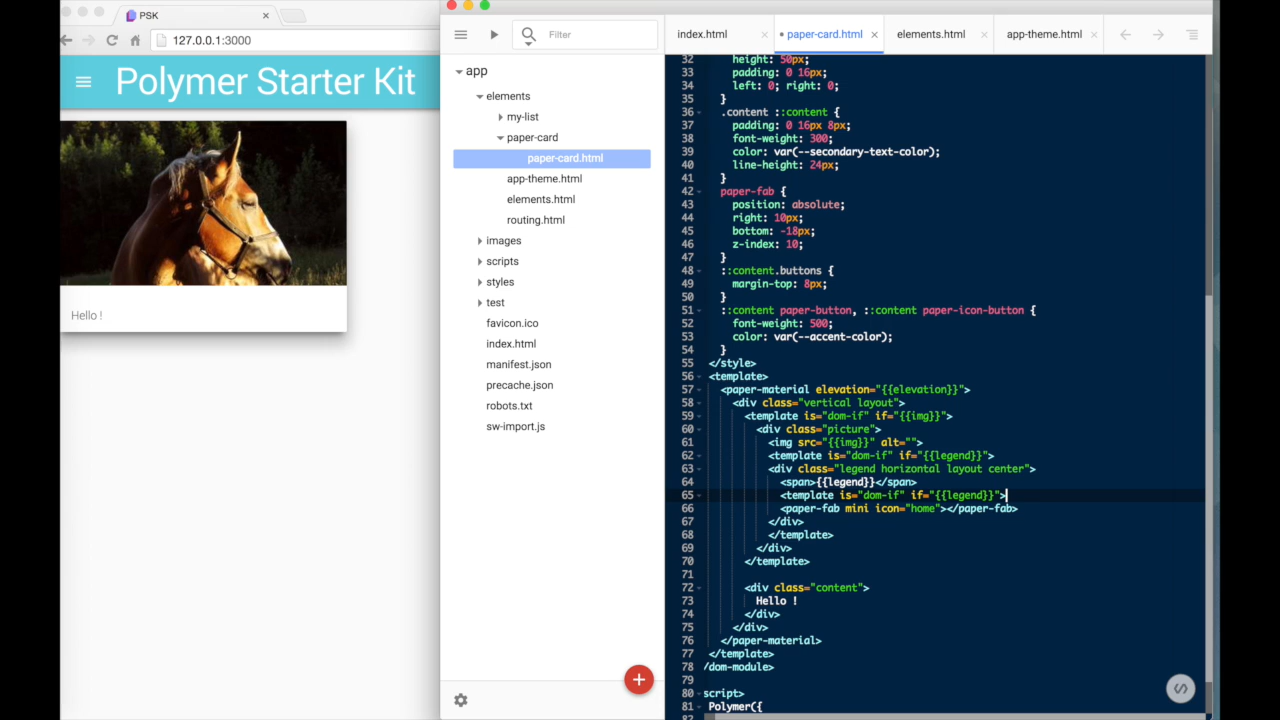 PSK
127.0.0.1:3000
Polymer Starter Kit
Hello !
Filter
app
elements
my-list
paper-card
paper-card.html
app-theme.html
elements.html
routing.html
images
scripts
styles
test
favicon.ico
index.html
manifest.json
precache.json
robots.txt
sw-import.js
index.html
paper-card.html
elements.html
app-theme.html
32 height: 50px;
33 padding: 0 16px;
34 left: 0; right: 0;
35 }
36 .content ::content {
37 padding: 0 16px 8px;
38 font-weight: 300;
39 color: var(--secondary-text-color);
40 line-height: 24px;
41 }
42 paper-fab {
43 position: absolute;
44 right: 10px;
45 bottom: -18px;
46 z-index: 10;
47 }
48 ::content.buttons {
49 margin-top: 8px;
50 }
51 ::content paper-button, ::content paper-icon-button {
52 font-weight: 500;
53 color: var(--accent-color);
54 }
55 </style>
56 <template>
57 <paper-material elevation="{{elevation}}">
58 <div class="vertical layout">
59 <template is="dom-if" if="{{img}}">
60 <div class="picture">
61 <img src="{{img}}" alt="">
62 <template is="dom-if" if="{{legend}}">
63 <div class="legend horizontal layout center">
64 <span>{{legend}}</span>
65 <template is="dom-if" if="{{legend}}">
66 <paper-fab mini icon="home"></paper-fab>
67 </div>
68 </template>
69 </div>
70 </template>
71
72 <div class="content">
73 Hello !
74 </div>
75 </div>
76 </paper-material>
77 </template>
78 /dom-module>
79
80 script>
81 Polymer({
82